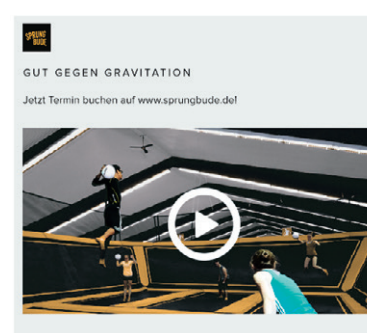 SPRUNG
BUDE
GUT GEGEN GRAVITATION
Jetzt Termin buchen auf www.sprungbude.de!